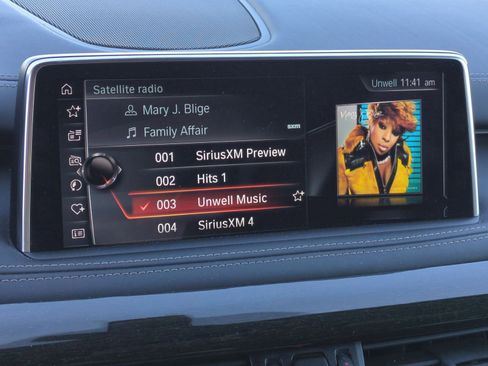 Satellite radio
Unwell 11:41 am
Mary J. Blige
Family Affair
sxm
001 SiriusXM Preview
002 Hits 1
003 Unwell Music
004 SiriusXM 4